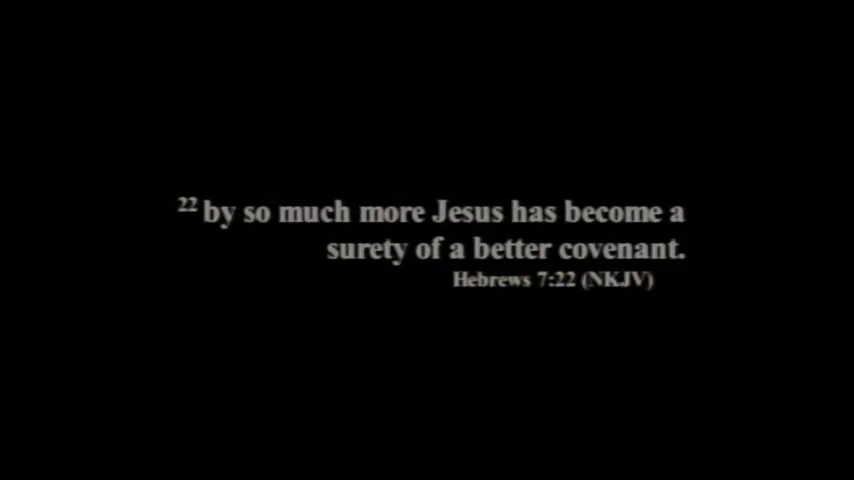 22 by so much more Jesus has become a
surety of a better covenant.
Hebrews 7:22 (NKJV)